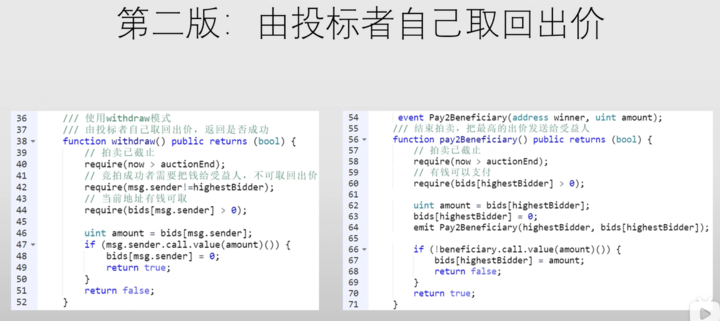 第二版：由投标者自己取回出价
36 /// 使用withdraw模式
37 /// 由投标者自己取回出价，返回是否成功
38 function withdraw() public returns (bool) {
39 // 拍卖已截止
40 require(now > auctionEnd);
41 // 竞拍成功者需要把钱给受益人，不可取回出价
42 require(msg.sender!=highestBidder);
43 // 当前地址有钱可取
44 require(bids[msg.sender] > 0);
45
46 uint amount = bids[msg.sender];
47 if (msg.sender.call.value(amount)()) {
48 bids[msg.sender] = 0;
49 return true;
50 }
51 return false;
52 }
54 event Pay2Beneficiary(address winner, uint amount);
55 /// 结束拍卖，把最高的出价发送给受益人
56 function pay2Beneficiary() public returns (bool) {
57 // 拍卖已截止
58 require(now > auctionEnd);
59 // 有钱可以支付
60 require(bids[highestBidder] > 0);
61
62 uint amount = bids[highestBidder];
63 bids[highestBidder] = 0;
64 emit Pay2Beneficiary(highestBidder, bids[highestBidder]);
65
66 if (!beneficiary.call.value(amount)()) {
67 bids[highestBidder] = amount;
68 return false;
69 }
70 return true;
71 }